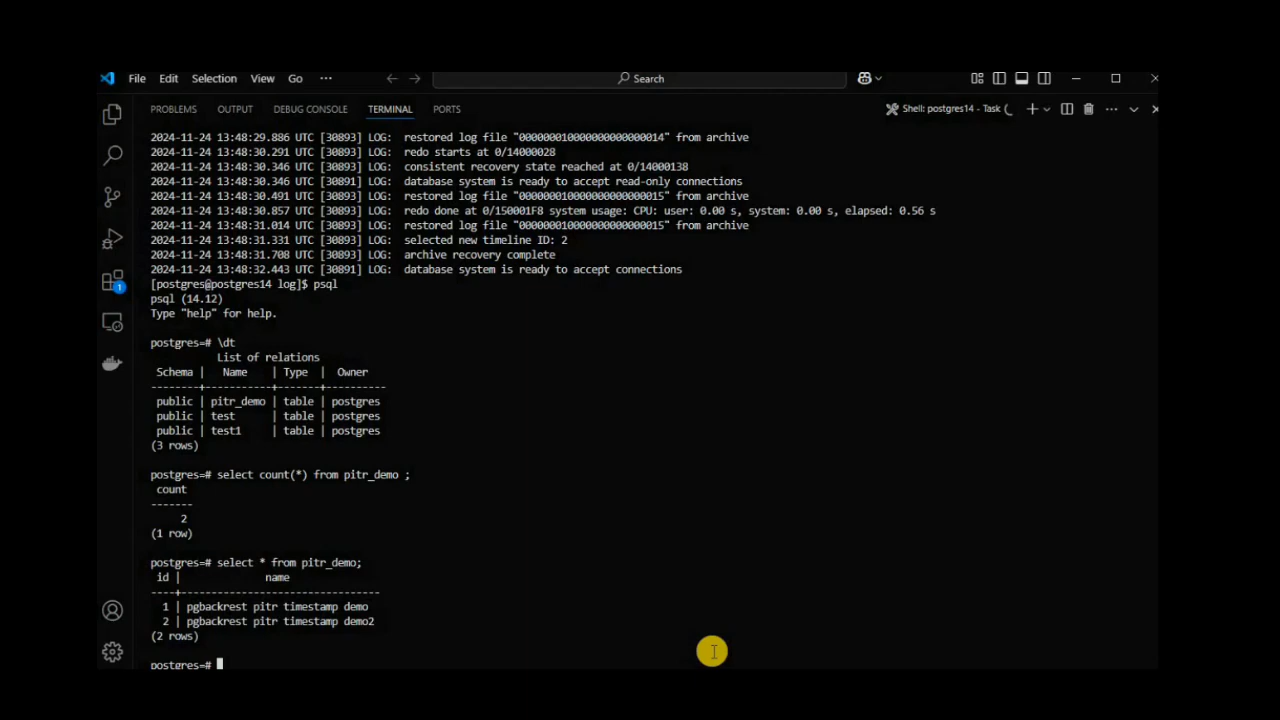 File Edit Selection View Go ··· Search
PROBLEMS OUTPUT DEBUG CONSOLE TERMINAL PORTS Shell: postgres14 - Task
2024-11-24 13:48:29.886 UTC [30893] LOG:  restored log file "000000010000000000000014" from archive
2024-11-24 13:48:30.291 UTC [30893] LOG:  redo starts at 0/14000028
2024-11-24 13:48:30.346 UTC [30893] LOG:  consistent recovery state reached at 0/14000138
2024-11-24 13:48:30.346 UTC [30891] LOG:  database system is ready to accept read-only connections
2024-11-24 13:48:30.491 UTC [30893] LOG:  restored log file "000000010000000000000015" from archive
2024-11-24 13:48:30.857 UTC [30893] LOG:  redo done at 0/150001F8 system usage: CPU: user: 0.00 s, system: 0.00 s, elapsed: 0.56 s
2024-11-24 13:48:31.014 UTC [30893] LOG:  restored log file "000000010000000000000015" from archive
2024-11-24 13:48:31.331 UTC [30893] LOG:  selected new timeline ID: 2
2024-11-24 13:48:31.708 UTC [30893] LOG:  archive recovery complete
2024-11-24 13:48:32.443 UTC [30891] LOG:  database system is ready to accept connections
[postgres@postgres14 log]$ psql
psql (14.12)
Type "help" for help.
postgres=# \dt
List of relations
Schema | Name | Type | Owner
--------+-----------+-------+----------
public | pitr_demo | table | postgres
public | test | table | postgres
public | test1 | table | postgres
(3 rows)
postgres=# select count(*) from pitr_demo ;
count
-------
2
(1 row)
postgres=# select * from pitr_demo;
id | name
----+---------------------------------
1 | pgbackrest pitr timestamp demo
2 | pgbackrest pitr timestamp demo2
(2 rows)
postgres=#
1